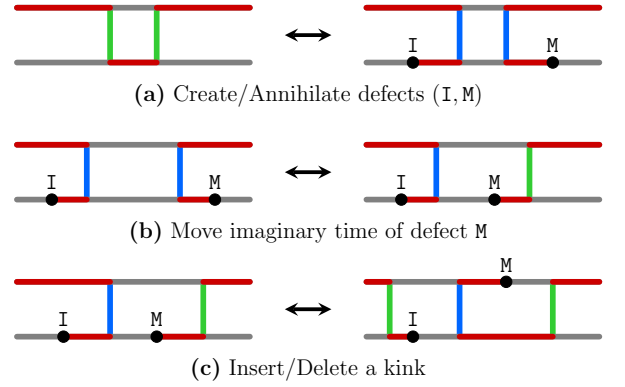 I M
(a) Create/Annihilate defects (I, M)
I M I M
(b) Move imaginary time of defect M
M
I M I
(c) Insert/Delete a kink